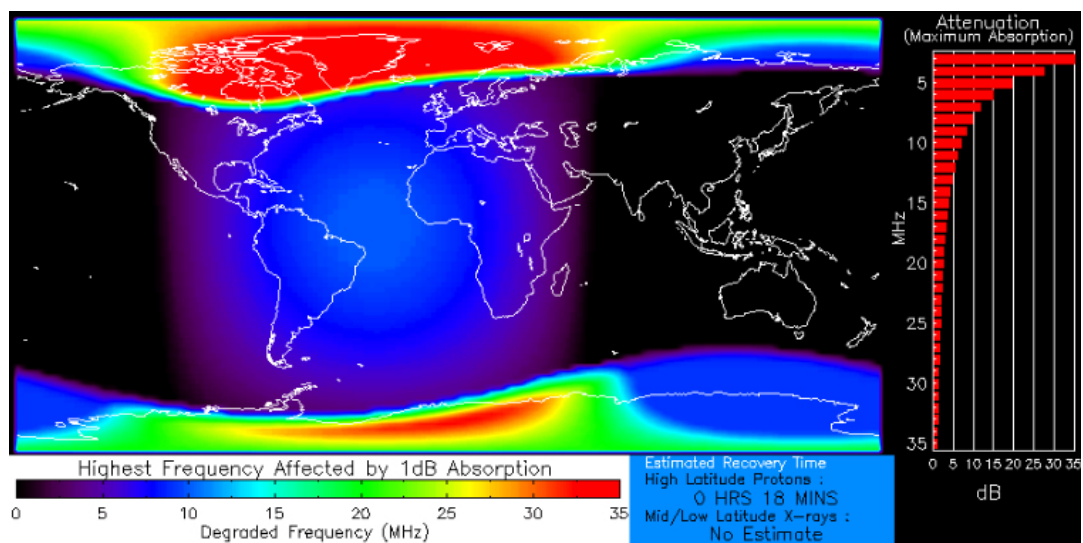 Attenuation
(Maximum Absorption)
5
10
15
20
25
30
35
MHz
0 5 10 15 20 25 30 35
dB
Highest Frequency Affected by 1dB Absorption
0 5 10 15 20 25 30 35
Degraded Frequency (MHz)
Estimated Recovery Time
High Latitude Protons :
0 HRS 18 MINS
Mid/Low Latitude X-rays :
No Estimate